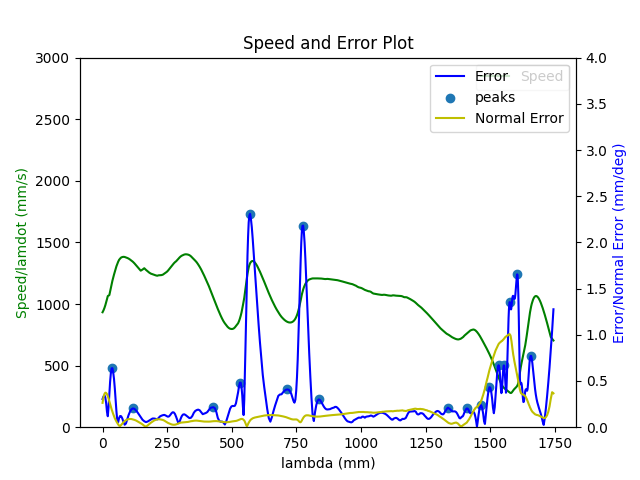 Speed and Error Plot
3000
2500
2000
1500
1000
500
0
Speed/lamdot (mm/s)
4.0
3.5
3.0
2.5
2.0
1.5
1.0
0.5
0.0
Error/Normal Error (mm/deg)
Error
Speed
peaks
Normal Error
0 250 500 750 1000 1250 1500 1750
lambda (mm)